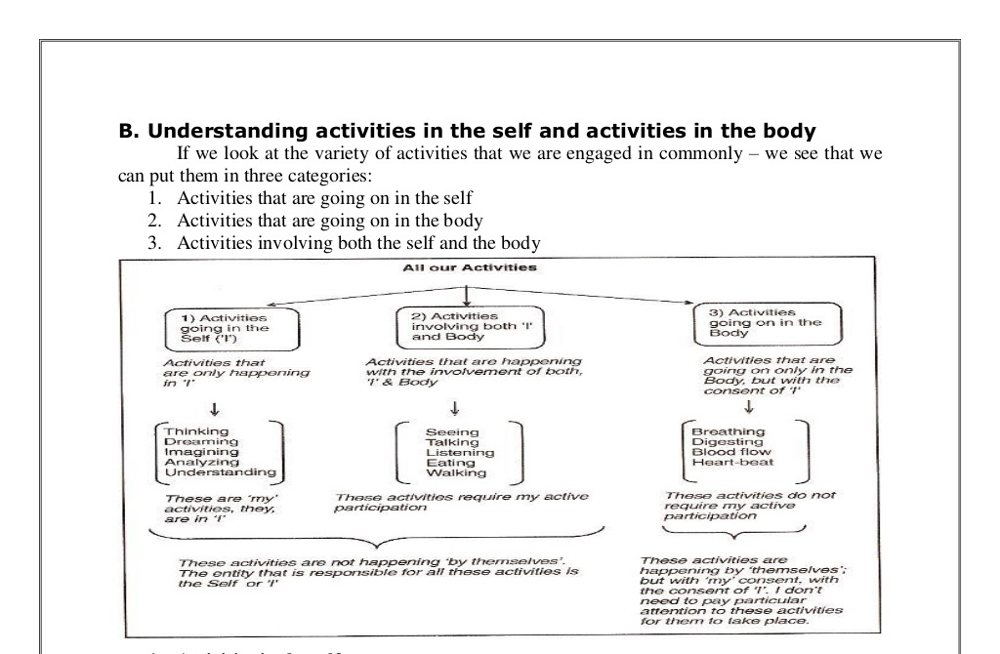 B. Understanding activities in the self and activities in the body
If we look at the variety of activities that we are engaged in commonly – we see that we
can put them in three categories:
1. Activities that are going on in the self
2. Activities that are going on in the body
3. Activities involving both the self and the body
All our Activities
1) Activities
going in the
Self ('I')
2) Activities
involving both 'I'
and Body
3) Activities
going on in the
Body
Activities that
are only happening
in 'I'
Activities that are happening
with the involvement of both,
'I' & Body
Activities that are
going on only in the
Body, but with the
consent of 'I'
Thinking
Dreaming
Imagining
Analyzing
Understanding
Seeing
Talking
Listening
Eating
Walking
Breathing
Digesting
Blood flow
Heart-beat
These are 'my'
activities, they,
are in 'I'
These activities require my active
participation
These activities do not
require my active
participation
These activities are not happening 'by themselves'.
The entity that is responsible for all these activities is
the Self or 'I'
These activities are
happening by 'themselves';
but with 'my' consent, with
the consent of 'I'. I don't
need to pay particular
attention to these activities
for them to take place.